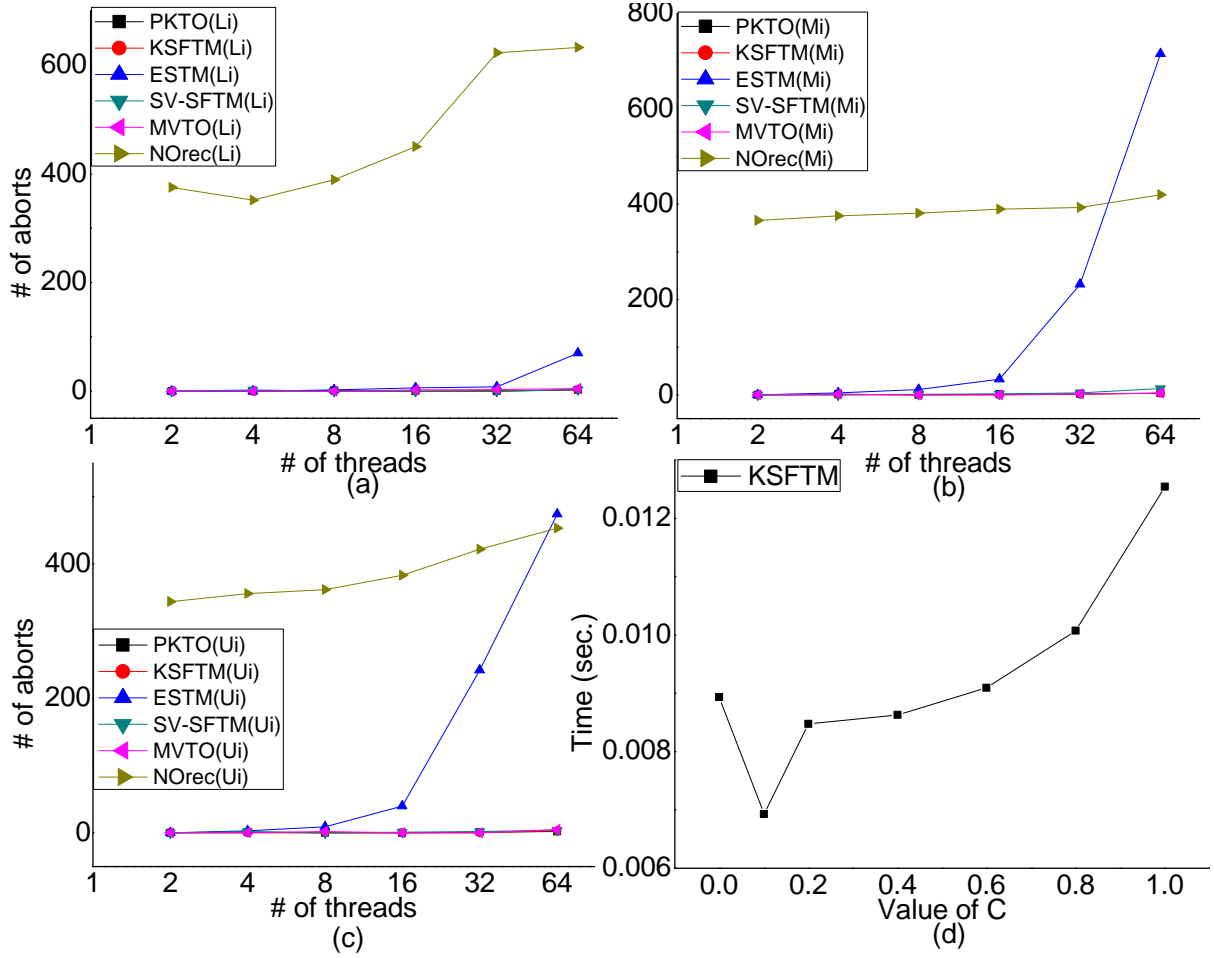 PKTO(Li)
KSFTM(Li)
ESTM(Li)
SV-SFTM(Li)
MVTO(Li)
NOrec(Li)
# of aborts
600
400
200
0
1 2 4 8 16 32 64
# of threads
(a)
PKTO(Mi)
KSFTM(Mi)
ESTM(Mi)
SV-SFTM(Mi)
MVTO(Mi)
NOrec(Mi)
800
600
400
200
0
1 2 4 8 16 32 64
# of threads
(b)
# of aborts
400
200
0
PKTO(Ui)
KSFTM(Ui)
ESTM(Ui)
SV-SFTM(Ui)
MVTO(Ui)
NOrec(Ui)
1 2 4 8 16 32 64
# of threads
(c)
KSFTM
Time (sec.)
0.012
0.010
0.008
0.006
0.0 0.2 0.4 0.6 0.8 1.0
Value of C
(d)